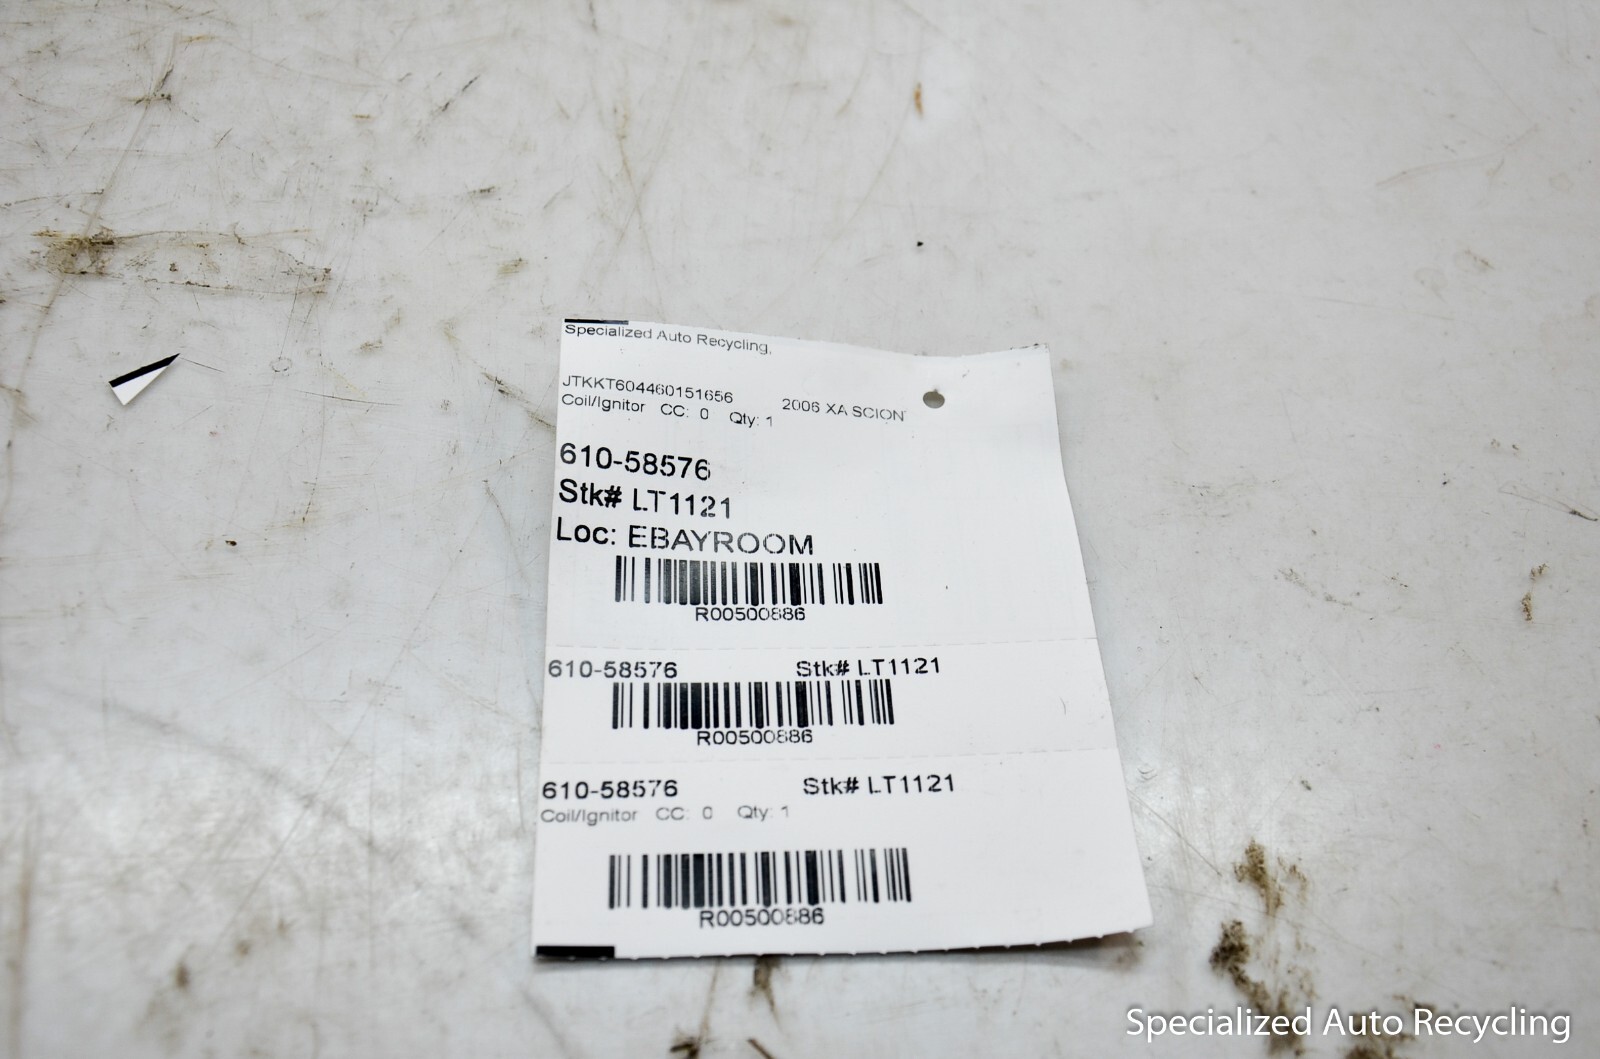 Specialized Auto Recycling,
JTKKT604460151656 2006 XA SCION
Coil/Ignitor CC: 0 Qty: 1
610-58576
Stk# LT1121
Loc: EBAYROOM
R00500886
610-58576 Stk# LT1121
R00500886
610-58576 Stk# LT1121
Coil/Ignitor CC: 0 Qty: 1
R00500886
Specialized Auto Recycling